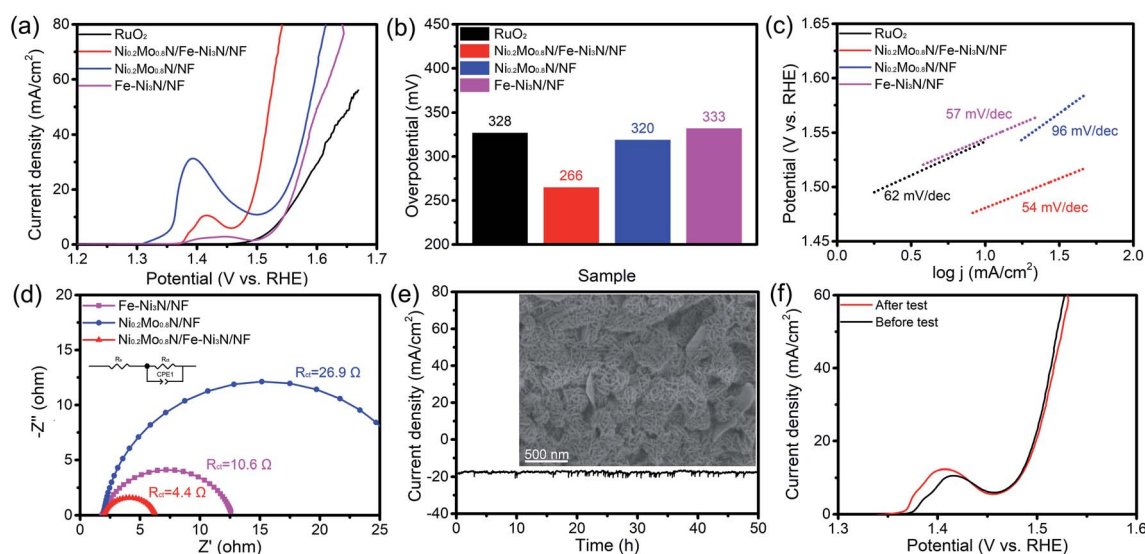 (a)
RuO₂
Ni₀.₂Mo₀.₈N/Fe-Ni₃N/NF
Ni₀.₂Mo₀.₈N/NF
Fe-Ni₃N/NF
80
60
40
20
0
Current density (mA/cm²)
1.2 1.3 1.4 1.5 1.6 1.7
Potential (V vs. RHE)
(b)
RuO₂
Ni₀.₂Mo₀.₈N/Fe-Ni₃N/NF
Ni₀.₂Mo₀.₈N/NF
Fe-Ni₃N/NF
450
400
350
300
250
200
Overpotential (mV)
328
266
320
333
Sample
(c)
RuO₂
Ni₀.₂Mo₀.₈N/Fe-Ni₃N/NF
Ni₀.₂Mo₀.₈N/NF
Fe-Ni₃N/NF
1.65
1.60
1.55
1.50
1.45
Potential (V vs. RHE)
57 mV/dec
96 mV/dec
62 mV/dec
54 mV/dec
0.0 0.5 1.0 1.5 2.0
log j (mA/cm²)
(d)
Fe-Ni₃N/NF
Ni₀.₂Mo₀.₈N/NF
Ni₀.₂Mo₀.₈N/Fe-Ni₃N/NF
20
15
10
5
0
-Z'' (ohm)
Rₛ
R꜀ₜ
CPE1
Rct=26.9 Ω
Rct=10.6 Ω
Rct=4.4 Ω
0 5 10 15 20 25
Z' (ohm)
(e)
80
60
40
20
0
-20
-40
Current density (mA/cm²)
500 nm
0 10 20 30 40 50
Time (h)
(f)
After test
Before test
60
40
20
0
Current density (mA/cm²)
1.3 1.4 1.5 1.6
Potential (V vs. RHE)